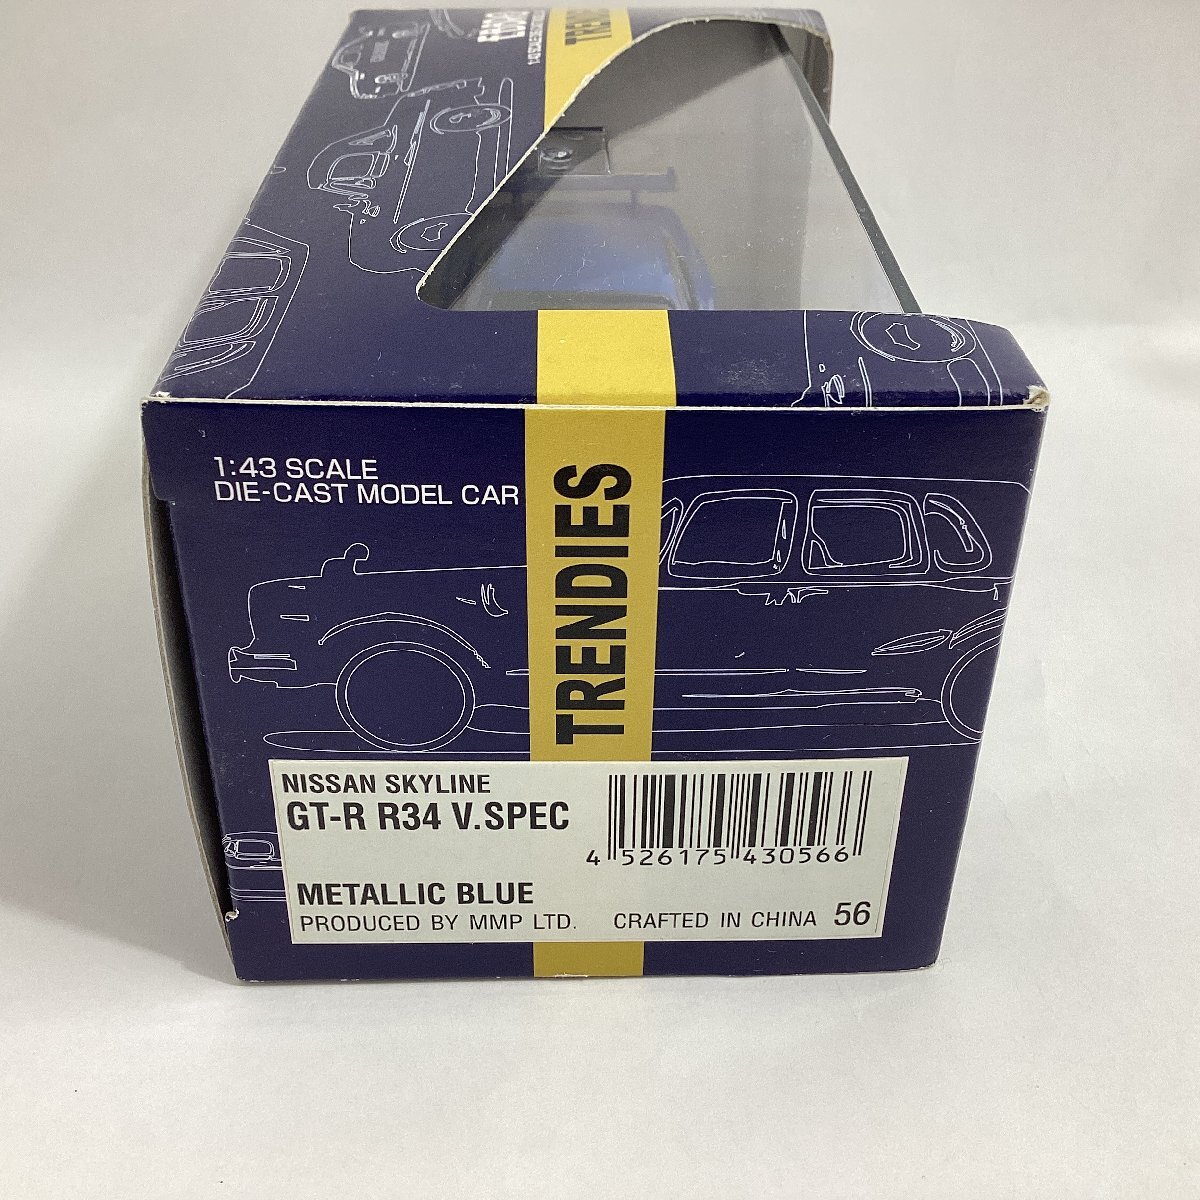 TRENDIES
1:43 SCALE
DIE-CAST MODEL CAR
TRENDIES
NISSAN SKYLINE
GT-R R34 V.SPEC
4 526175 430566
METALLIC BLUE
PRODUCED BY MMP LTD. CRAFTED IN CHINA 56